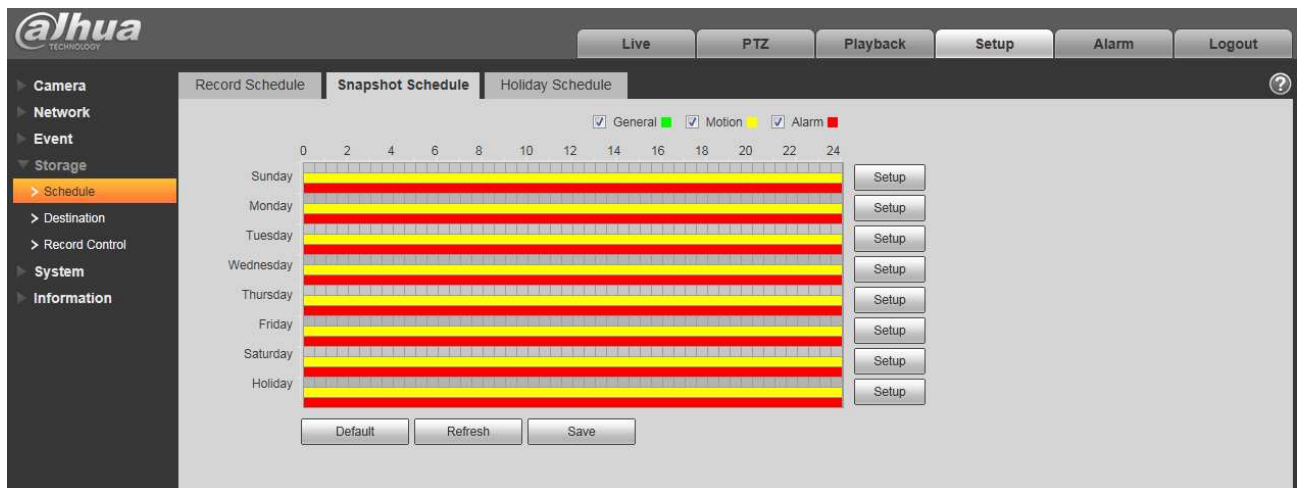 alhua
TECHNOLOGY
Live PTZ Playback Setup Alarm Logout
Camera
Network
Event
Storage
> Schedule
> Destination
> Record Control
System
Information
Record Schedule Snapshot Schedule Holiday Schedule ?
General Motion Alarm
0 2 4 6 8 10 12 14 16 18 20 22 24
Sunday Setup
Monday Setup
Tuesday Setup
Wednesday Setup
Thursday Setup
Friday Setup
Saturday Setup
Holiday Setup
Default Refresh Save